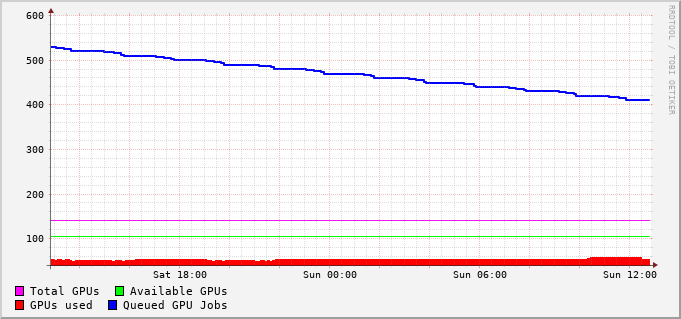 600
500
400
300
200
100
Sat 18:00 Sun 00:00 Sun 06:00 Sun 12:00
Total GPUs Available GPUs
GPUs used Queued GPU Jobs
RRDTOOL / TOBI OETIKER